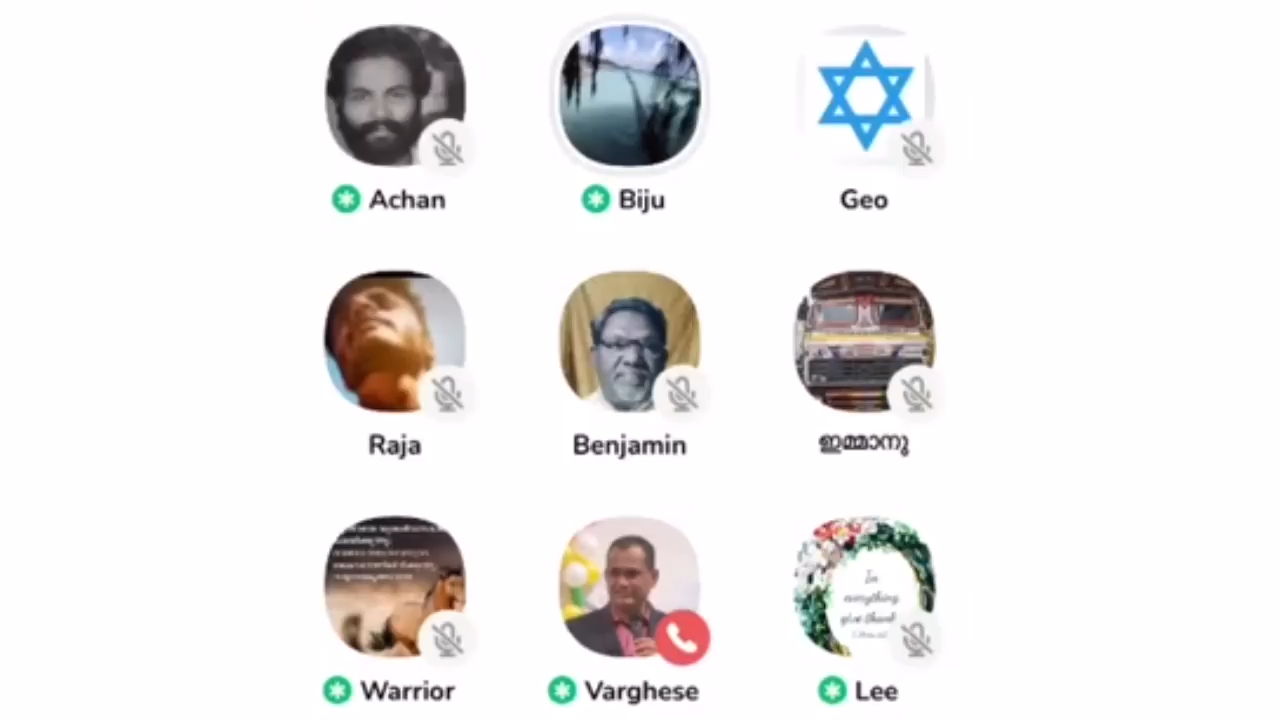 Achan Biju Geo
Raja Benjamin ഇമ്മാനു
In
everything
give thanks
Warrior Varghese Lee